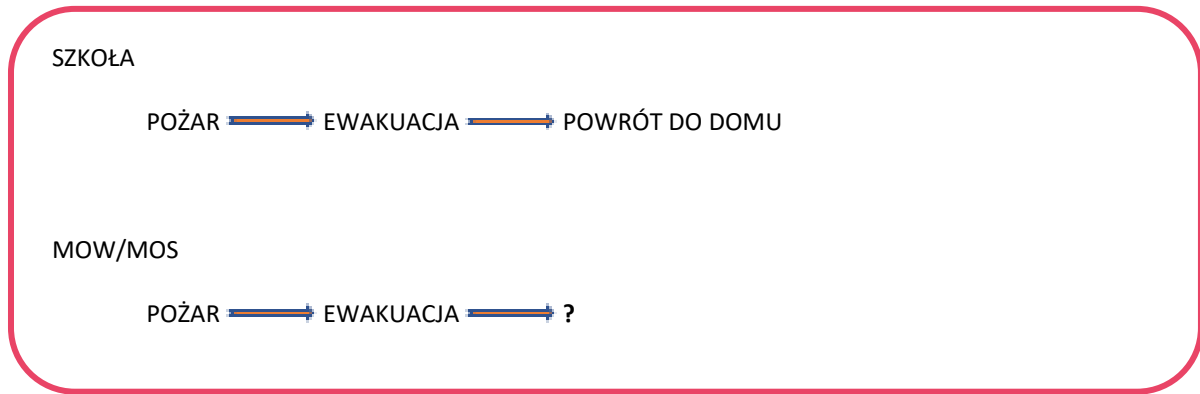 SZKOŁA
POŻAR EWAKUACJA POWRÓT DO DOMU
MOW/MOS
POŻAR EWAKUACJA ?